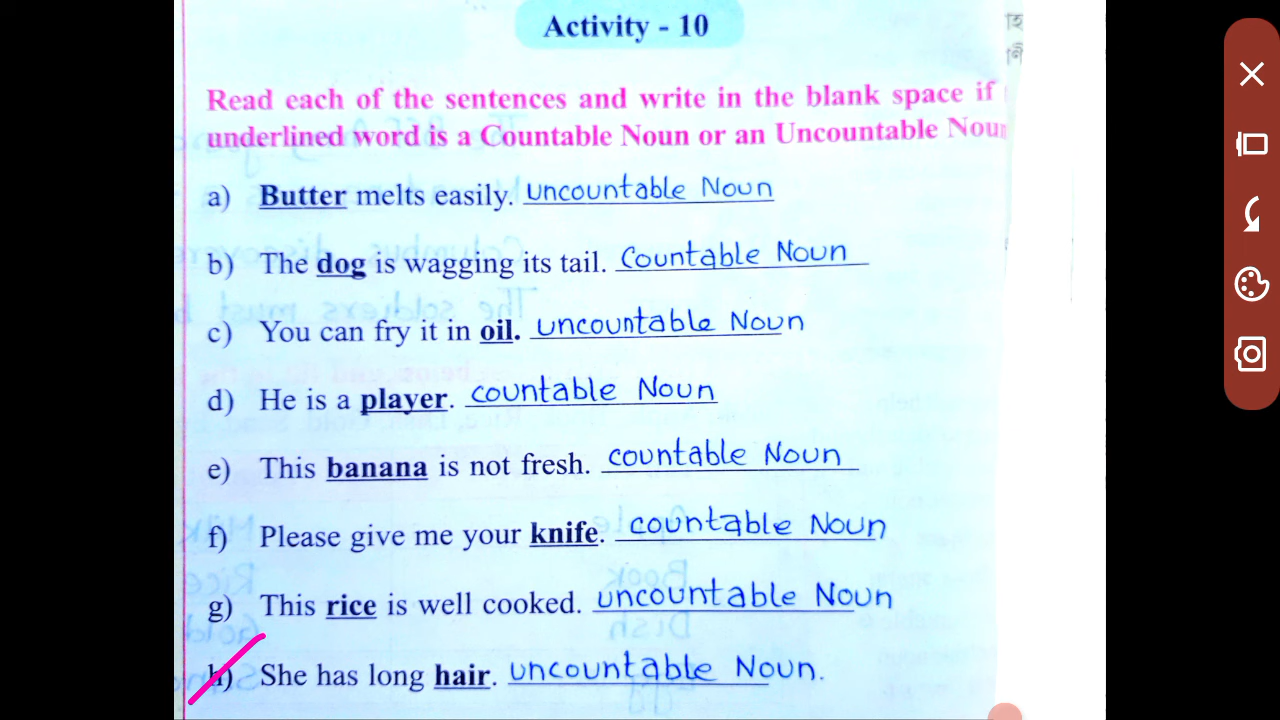 Activity - 10
Read each of the sentences and write in the blank space if
underlined word is a Countable Noun or an Uncountable Noun
a) Butter melts easily. Uncountable Noun
b) The dog is wagging its tail. Countable Noun
c) You can fry it in oil. uncountable Noun
d) He is a player. countable Noun
e) This banana is not fresh. countable Noun
f) Please give me your knife. countable Noun
g) This rice is well cooked. uncountable Noun
h) She has long hair. uncountable Noun.